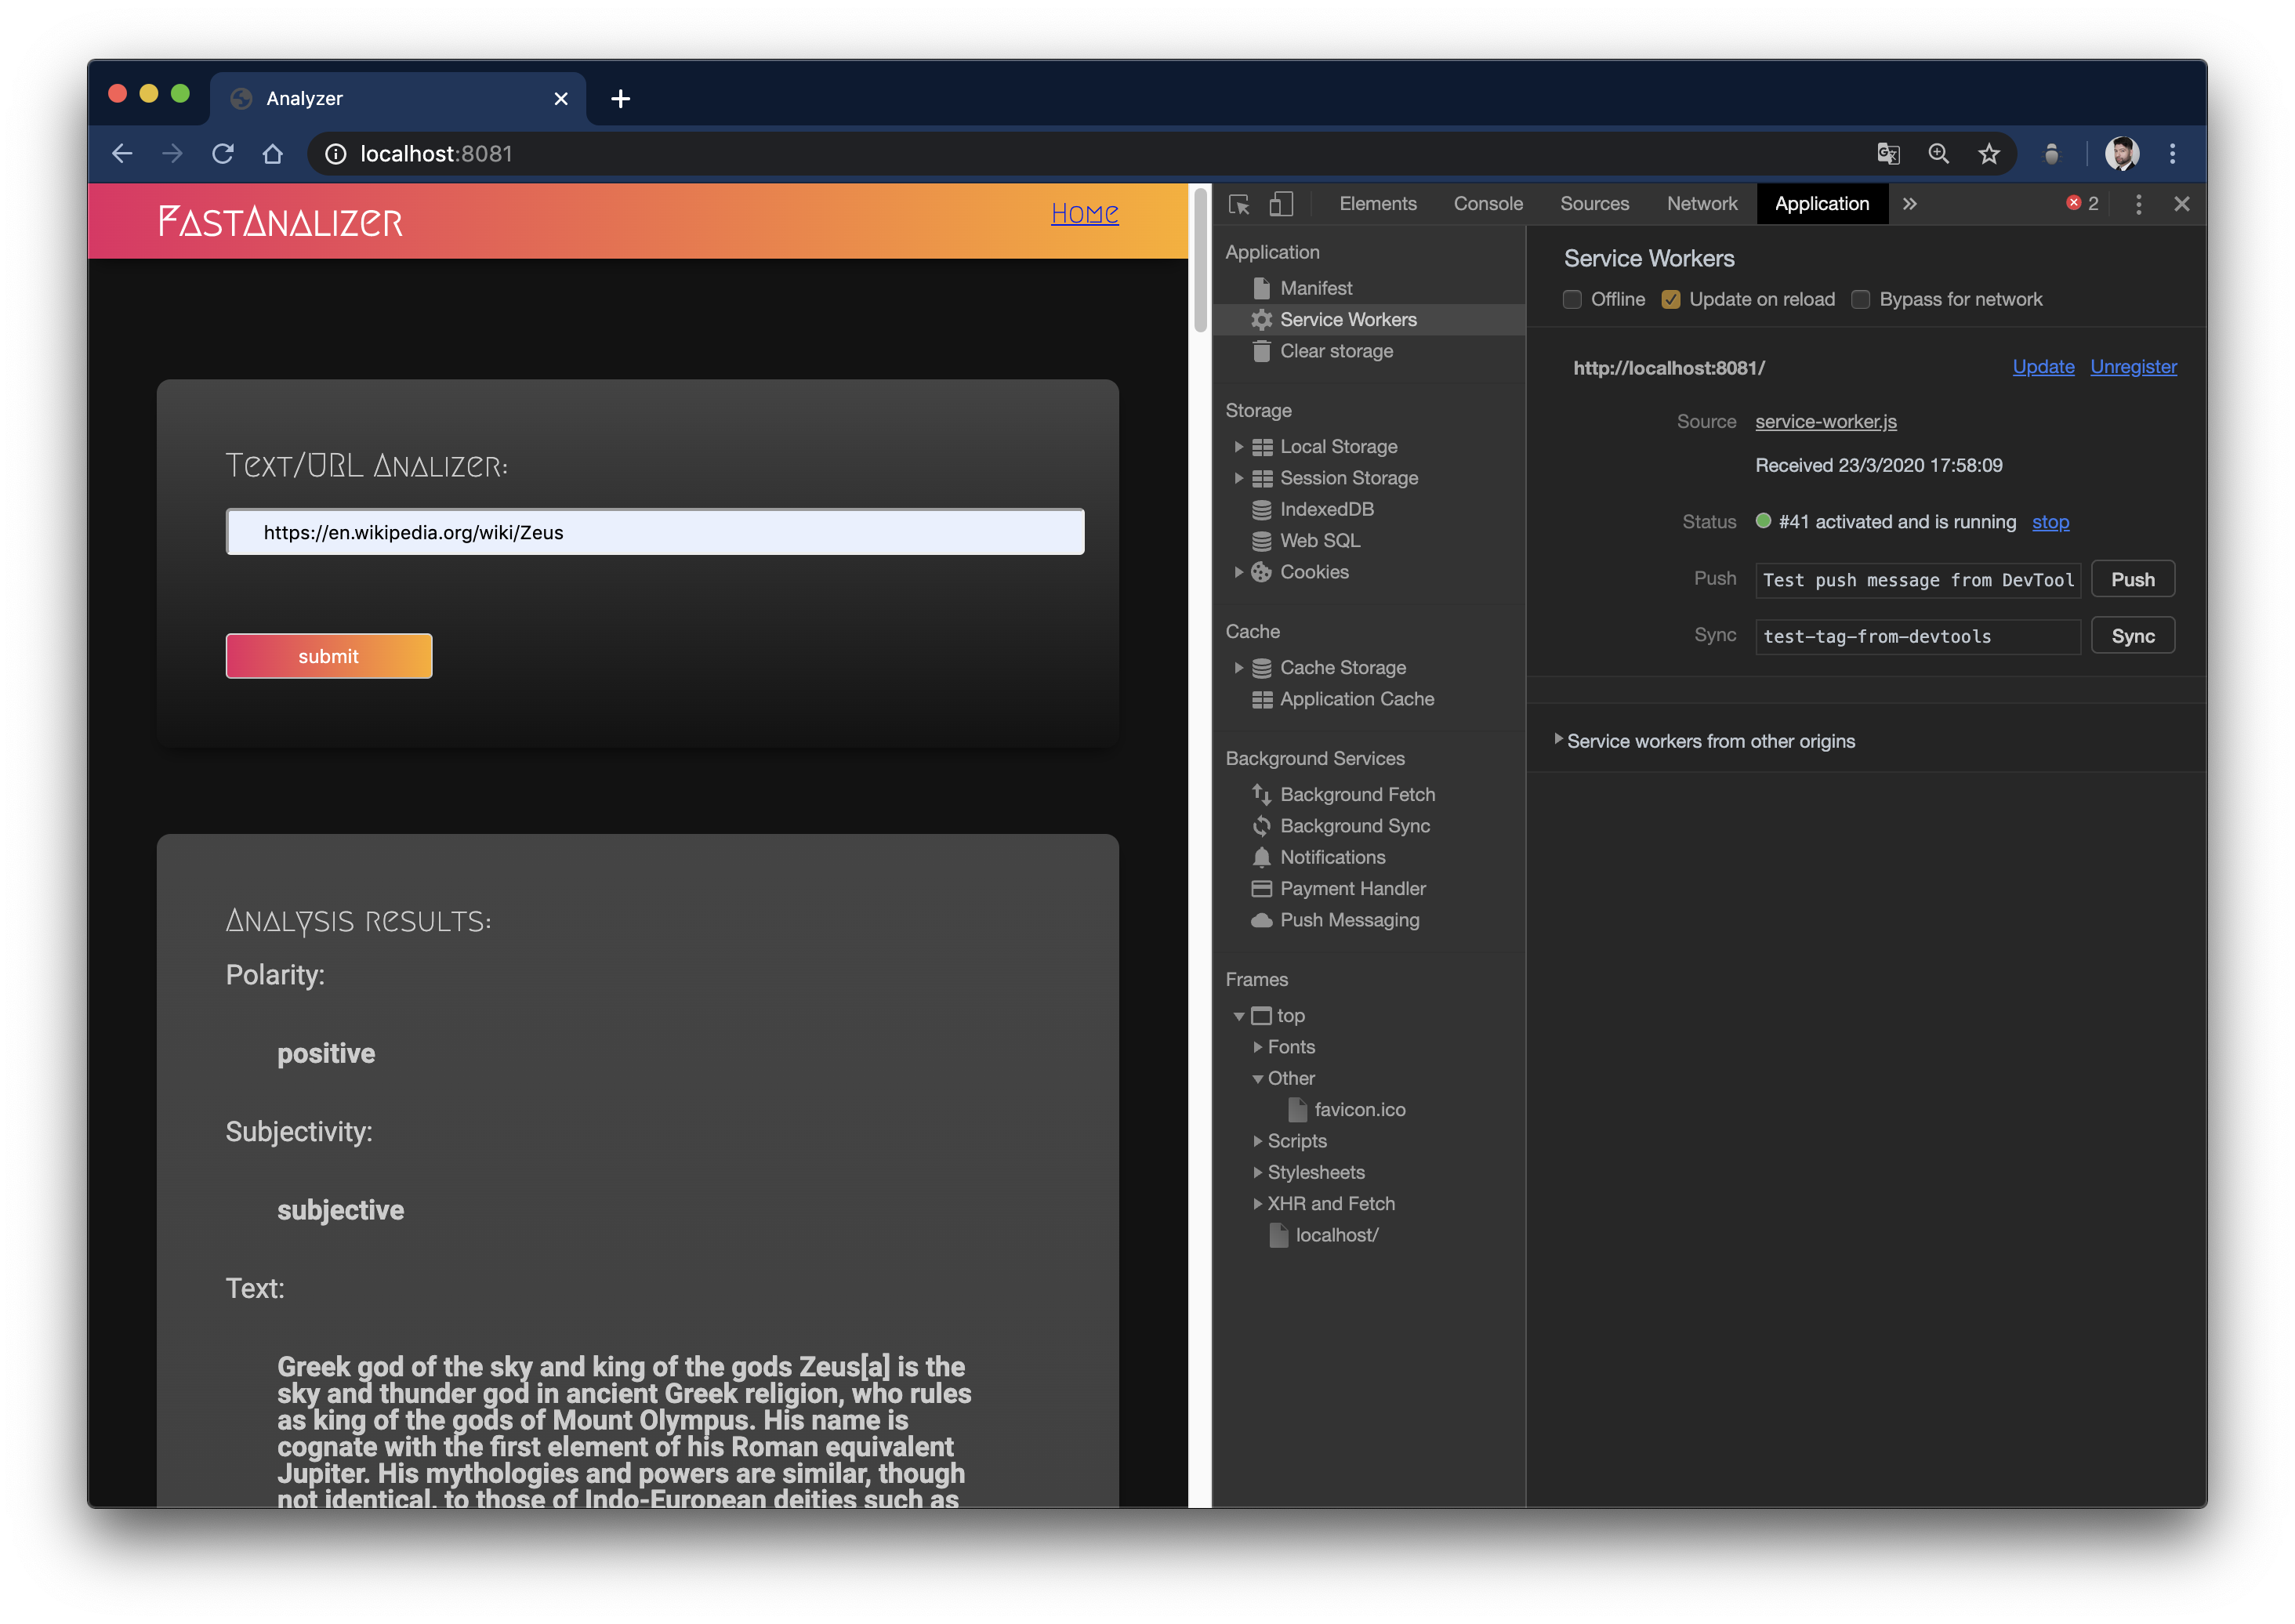 Analyzer
localhost:8081
FastAnalizer
Home
Text/URL Analizer:
https://en.wikipedia.org/wiki/Zeus
submit
Analysis results:
Polarity:
positive
Subjectivity:
subjective
Text:
Greek god of the sky and king of the gods Zeus[a] is the
sky and thunder god in ancient Greek religion, who rules
as king of the gods of Mount Olympus. His name is
cognate with the first element of his Roman equivalent
Jupiter. His mythologies and powers are similar, though
not identical, to those of Indo-European deities such as
Elements Console Sources Network Application » 2
Application
Manifest
Service Workers
Clear storage
Storage
Local Storage
Session Storage
IndexedDB
Web SQL
Cookies
Cache
Cache Storage
Application Cache
Background Services
Background Fetch
Background Sync
Notifications
Payment Handler
Push Messaging
Frames
top
Fonts
Other
favicon.ico
Scripts
Stylesheets
XHR and Fetch
localhost/
Service Workers
Offline Update on reload Bypass for network
http://localhost:8081/ Update Unregister
Source service-worker.js
Received 23/3/2020 17:58:09
Status #41 activated and is running stop
Push Test push message from DevTool Push
Sync test-tag-from-devtools Sync
Service workers from other origins